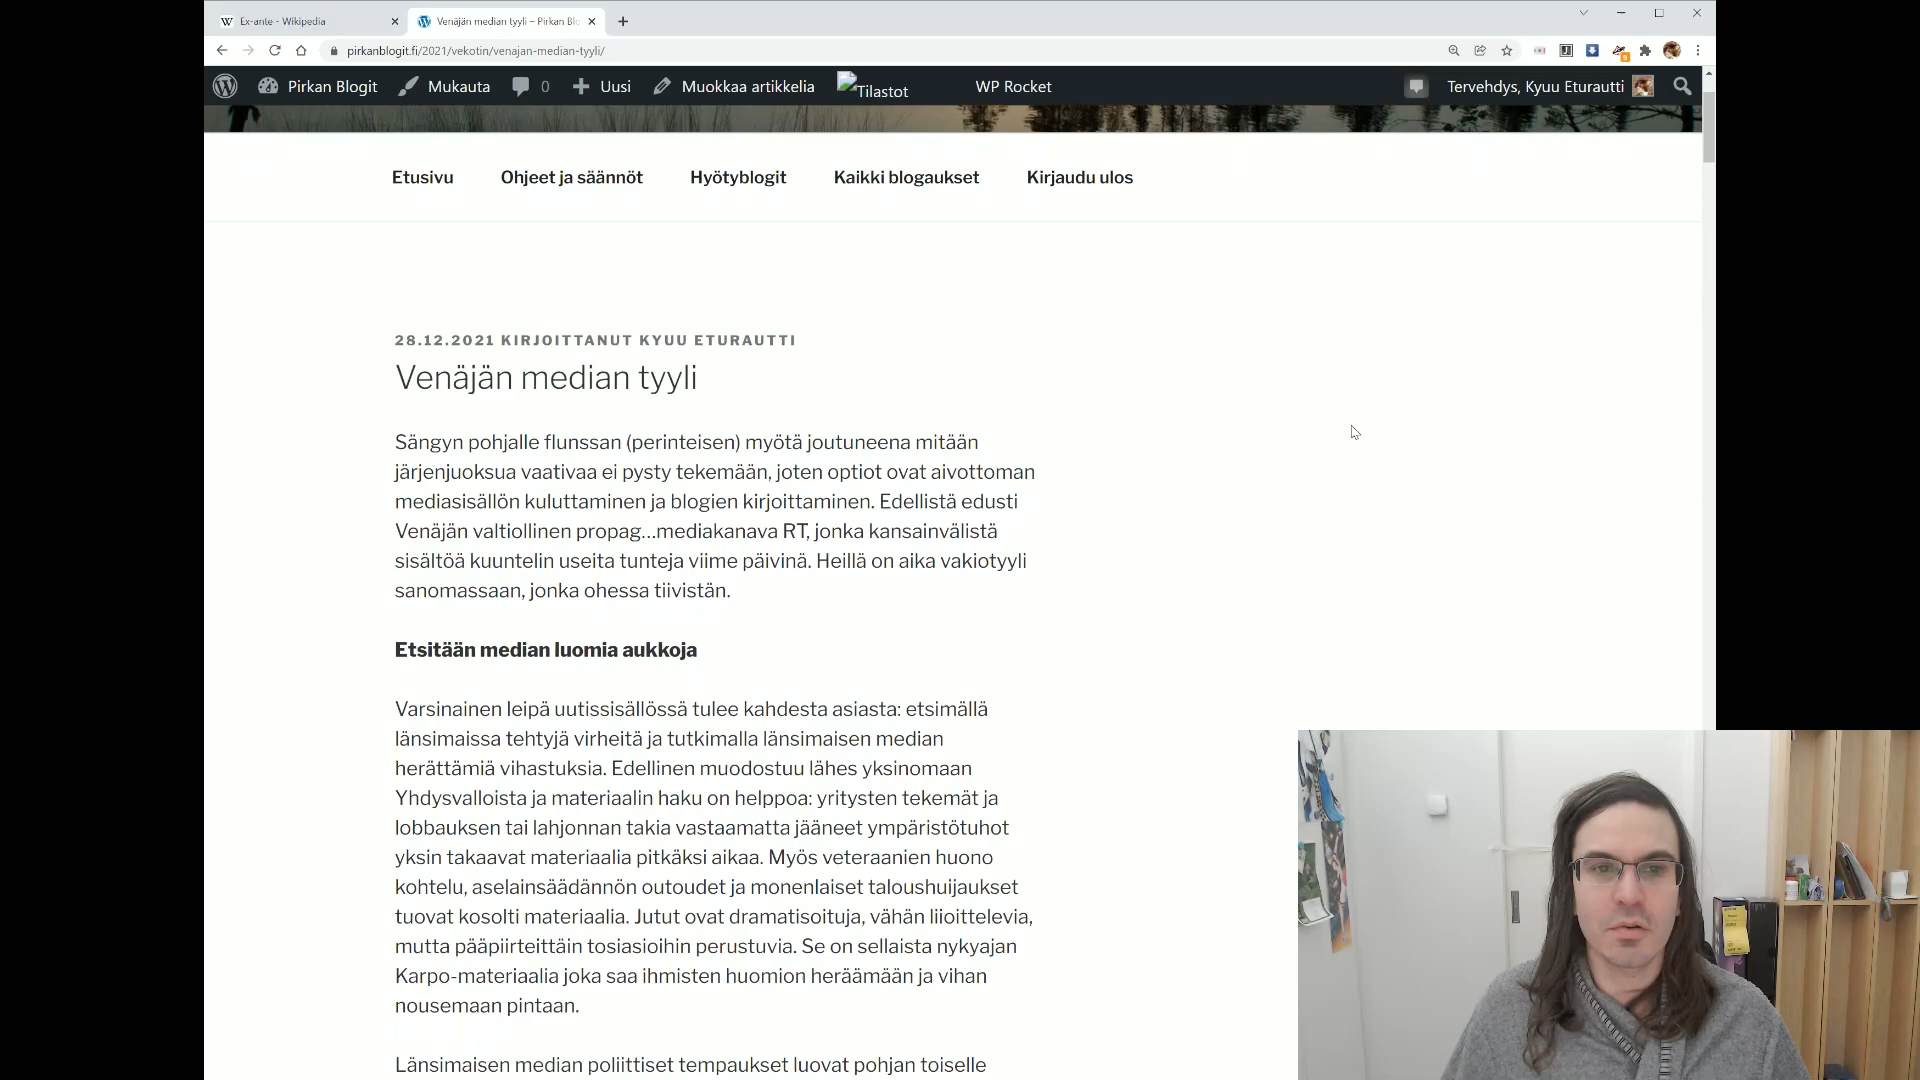 Ex-ante - Wikipedia
Venäjän median tyyli – Pirkan Blo
pirkanblogit.fi/2021/vekotin/venajan-median-tyyli/
Pirkan Blogit
Mukauta
0
Uusi
Muokkaa artikkelia
Tilastot
WP Rocket
Tervehdys, Kyuu Eturautti
Etusivu
Ohjeet ja säännöt
Hyötyblogit
Kaikki blogaukset
Kirjaudu ulos
28.12.2021 KIRJOITTANUT KYUU ETURAUTTI
Venäjän median tyyli
Sängyn pohjalle flunssan (perinteisen) myötä joutuneena mitään
järjenjuoksua vaativaa ei pysty tekemään, joten optiot ovat aivottoman
mediasisällön kuluttaminen ja blogien kirjoittaminen. Edellistä edusti
Venäjän valtiollinen propag…mediakanava RT, jonka kansainvälistä
sisältöä kuuntelin useita tunteja viime päivinä. Heillä on aika vakiotyyli
sanomassaan, jonka ohessa tiivistän.
Etsitään median luomia aukkoja
Varsinainen leipä uutissisällössä tulee kahdesta asiasta: etsimällä
länsimaissa tehtyjä virheitä ja tutkimalla länsimaisen median
herättämiä vihastuksia. Edellinen muodostuu lähes yksinomaan
Yhdysvalloista ja materiaalin haku on helppoa: yritysten tekemät ja
lobbauksen tai lahjonnan takia vastaamatta jääneet ympäristötuhot
yksin takaavat materiaalia pitkäksi aikaa. Myös veteraanien huono
kohtelu, aselainsäädännön outoudet ja monenlaiset taloushuijaukset
tuovat kosolti materiaalia. Jutut ovat dramatisoituja, vähän liioittelevia,
mutta pääpiirteittäin tosiasioihin perustuvia. Se on sellaista nykyajan
Karpo-materiaalia joka saa ihmisten huomion heräämään ja vihan
nousemaan pintaan.
Länsimaisen median poliittiset tempaukset luovat pohjan toiselle